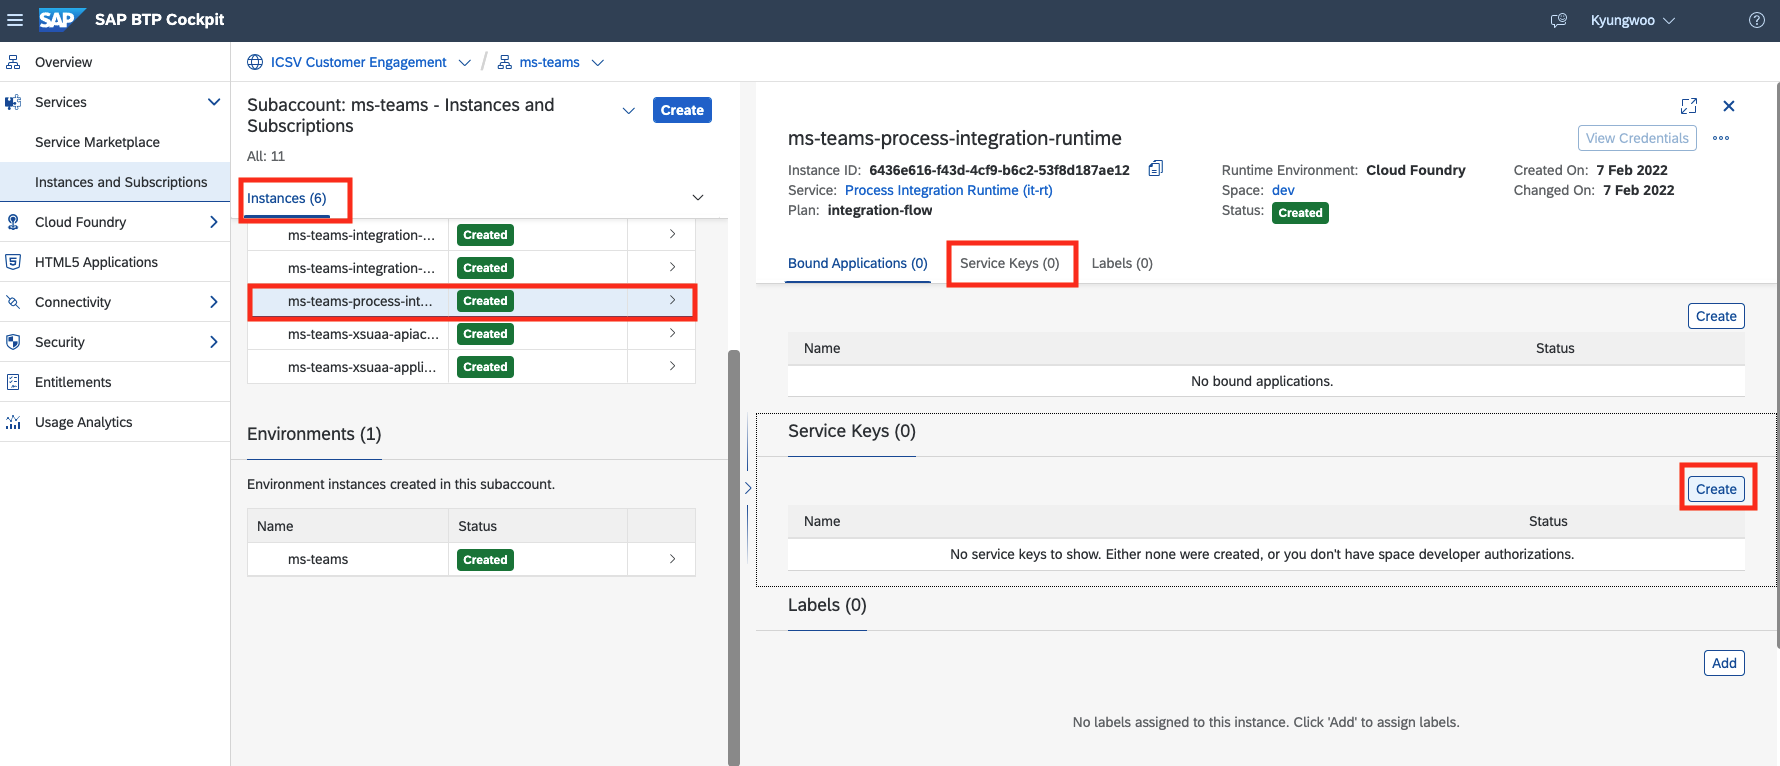 SAP SAP BTP Cockpit
Kyungwoo
Overview
Services
Service Marketplace
Instances and Subscriptions
Cloud Foundry
HTML5 Applications
Connectivity
Security
Entitlements
Usage Analytics
ICSV Customer Engagement / ms-teams
Subaccount: ms-teams - Instances and
Subscriptions
Create
All: 11
Instances (6)
ms-teams-integration-... Created
ms-teams-integration-... Created
ms-teams-process-int... Created
ms-teams-xsuaa-apiac... Created
ms-teams-xsuaa-appli... Created
Environments (1)
Environment instances created in this subaccount.
Name Status
ms-teams Created
ms-teams-process-integration-runtime
View Credentials
Instance ID: 6436e616-f43d-4cf9-b6c2-53f8d187ae12
Service: Process Integration Runtime (it-rt)
Plan: integration-flow
Runtime Environment: Cloud Foundry
Space: dev
Status: Created
Created On: 7 Feb 2022
Changed On: 7 Feb 2022
Bound Applications (0) Service Keys (0) Labels (0)
Create
Name Status
No bound applications.
Service Keys (0)
Create
Name Status
No service keys to show. Either none were created, or you don't have space developer authorizations.
Labels (0)
Add
No labels assigned to this instance. Click 'Add' to assign labels.